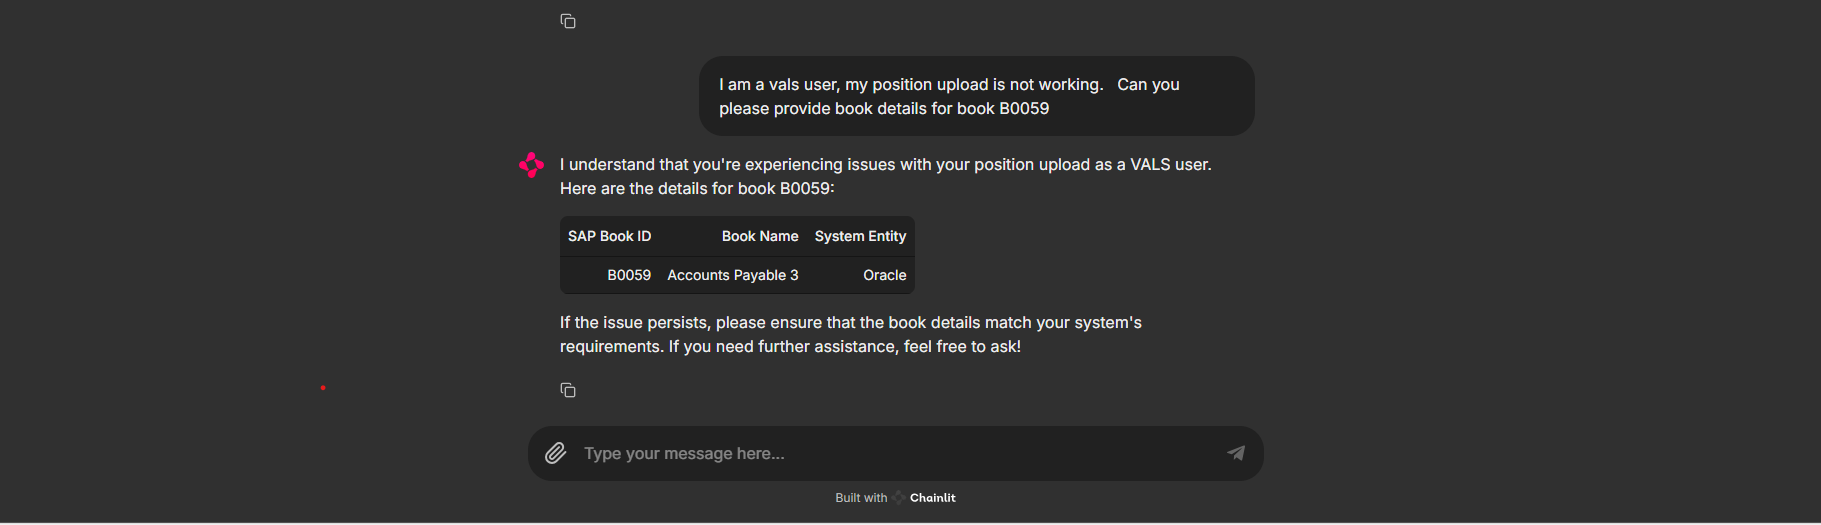 I am a vals user, my position upload is not working.   Can you
please provide book details for book B0059
I understand that you're experiencing issues with your position upload as a VALS user.
Here are the details for book B0059:
SAP Book ID Book Name System Entity
B0059 Accounts Payable 3 Oracle
If the issue persists, please ensure that the book details match your system's
requirements. If you need further assistance, feel free to ask!
Type your message here...
Built with Chainlit